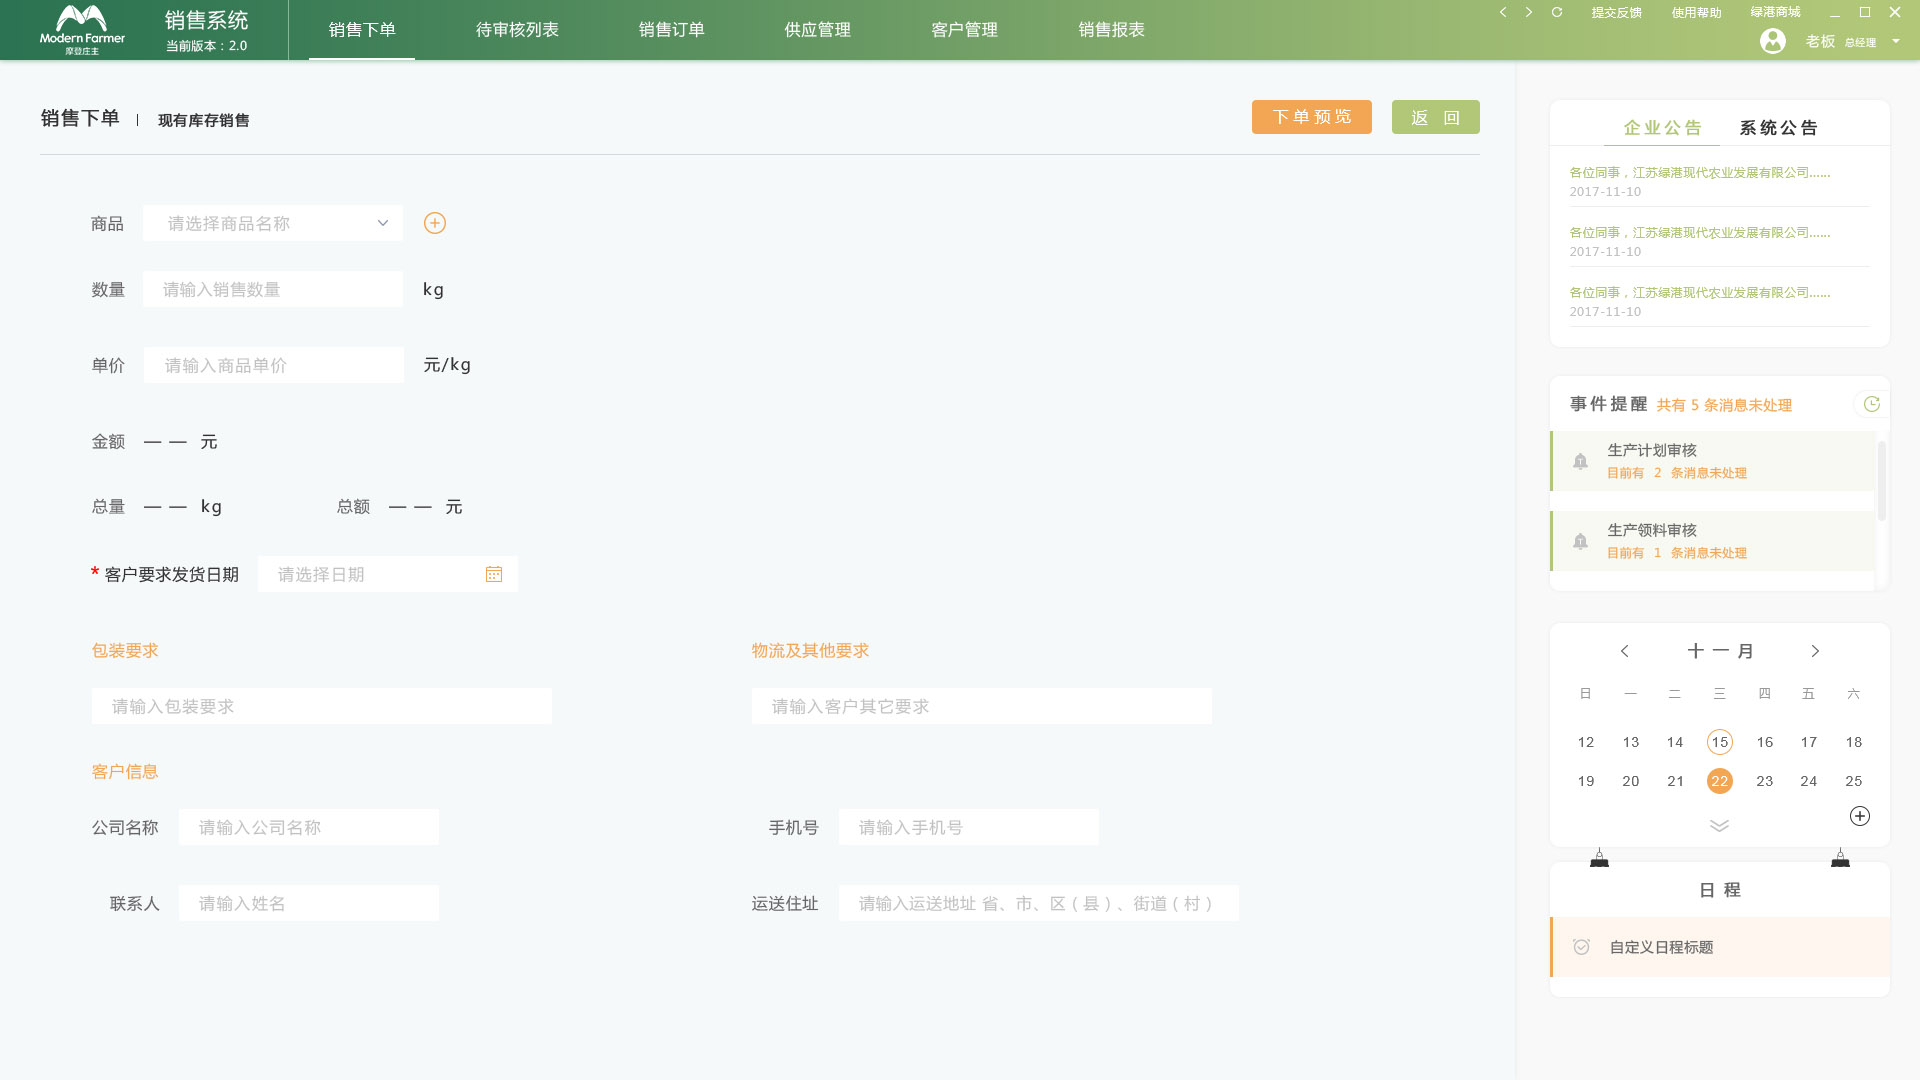 Modern Farmer
摩登庄主
销售系统
当前版本：2.0
销售下单 待审核列表 销售订单 供应管理 客户管理 销售报表
提交反馈 使用帮助 绿港商城
老板 总经理
销售下单 | 现有库存销售
下单预览 返 回
商品 请选择商品名称
数量 请输入销售数量 kg
单价 请输入商品单价 元/kg
金额 — — 元
总量 — — kg 总额 — — 元
* 客户要求发货日期 请选择日期
包装要求 物流及其他要求
请输入包装要求 请输入客户其它要求
客户信息
公司名称 请输入公司名称 手机号 请输入手机号
联系人 请输入姓名 运送住址 请输入运送地址 省、市、区（县）、街道（村）
企业公告 系统公告
各位同事，江苏绿港现代农业发展有限公司......
2017-11-10
各位同事，江苏绿港现代农业发展有限公司......
2017-11-10
各位同事，江苏绿港现代农业发展有限公司......
2017-11-10
事件提醒 共有 5 条消息未处理
生产计划审核
目前有 2 条消息未处理
生产领料审核
目前有 1 条消息未处理
十一月
日 一 二 三 四 五 六
12 13 14 15 16 17 18
19 20 21 22 23 24 25
日 程
自定义日程标题